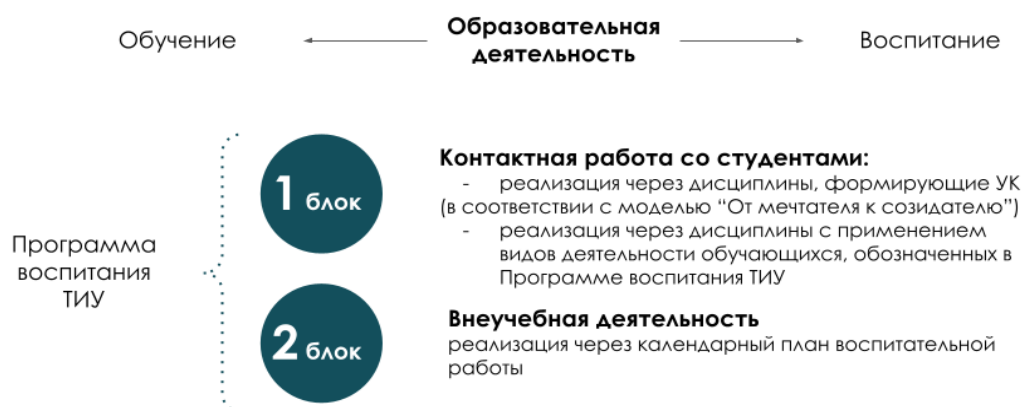 Обучение
Образовательная
деятельность
Воспитание
Программа
воспитания
ТИУ
1 блок
Контактная работа со студентами:
- реализация через дисциплины, формирующие УК
(в соответствии с моделью “От мечтателя к созидателю”)
- реализация через дисциплины с применением
видов деятельности обучающихся, обозначенных в
Программе воспитания ТИУ
2 блок
Внеучебная деятельность
реализация через календарный план воспитательной
работы